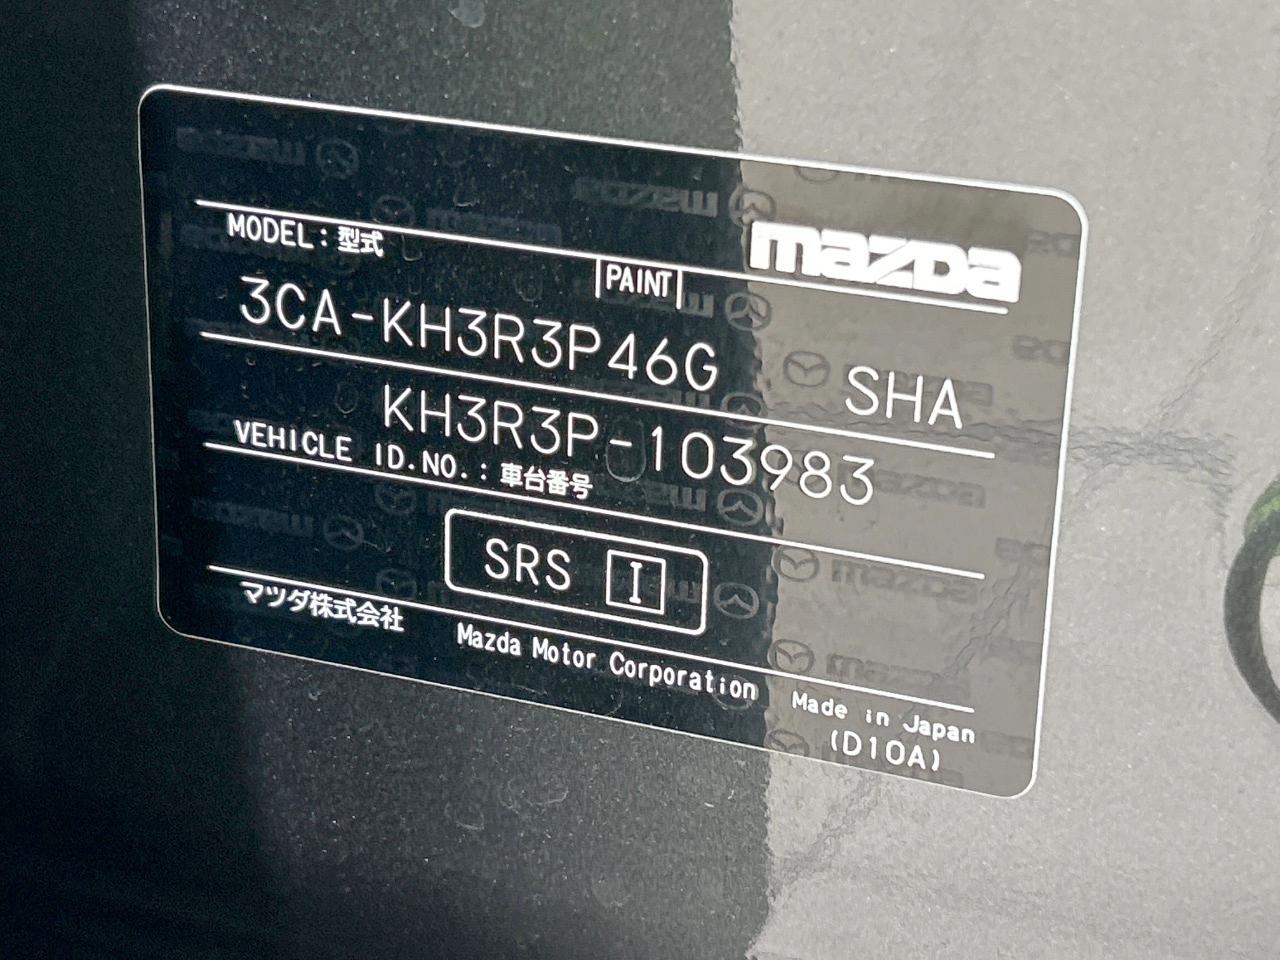 mazda
MODEL:型式
PAINT
3CA-KH3R3P46G SHA
KH3R3P-103983
VEHICLE ID.NO.:車台番号
SRS I
マツダ株式会社 Mazda Motor Corporation Made in Japan
(D10A)